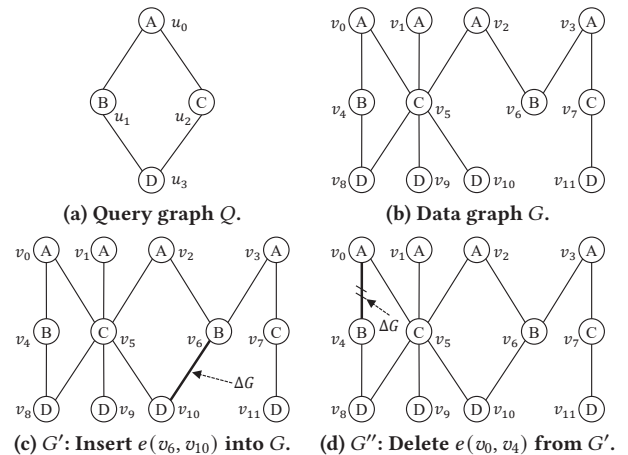 A u₀
B C
u₁ u₂
D u₃
(a) Query graph Q.
v₀ A v₁ A A v₂ v₃ A
B C B C
v₄ v₅ v₆ v₇
v₈ D D v₉ D v₁₀ v₁₁ D
(b) Data graph G.
v₀ A v₁ A A v₂ v₃ A
v₄ B C v₅ v₆ B v₇ C
ΔG
v₈ D D v₉ D v₁₀ v₁₁ D
(c) G′: Insert e(v₆, v₁₀) into G.
v₀ A v₁ A A v₂ v₃ A
ΔG
v₄ B C v₅ v₆ B v₇ C
v₈ D D v₉ D v₁₀ v₁₁ D
(d) G′′: Delete e(v₀, v₄) from G′.